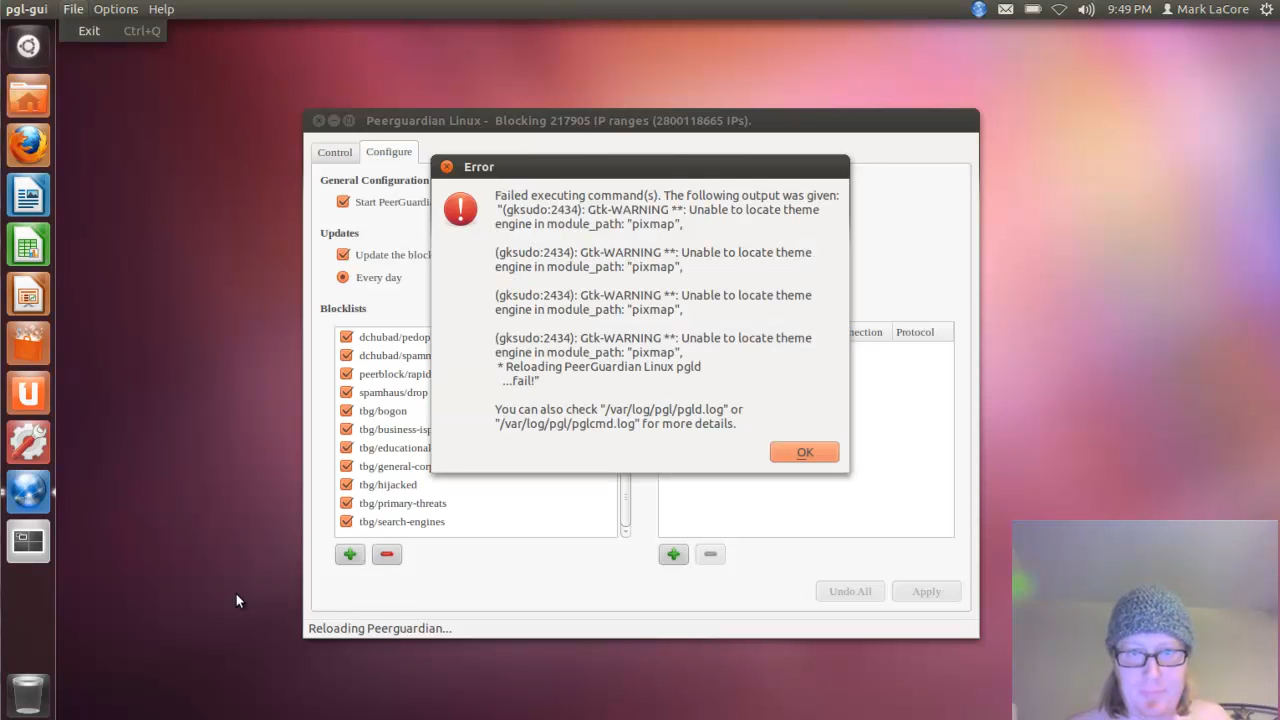 pgl-gui File Options Help 9:49 PM Mark LaCore
Exit Ctrl+Q
Peerguardian Linux - Blocking 217905 IP ranges (2800118665 IPs).
Control Configure
Error
General Configuration
Start PeerGuardi
Updates
Update the block
Every day
Blocklists
Failed executing command(s). The following output was given:
"(gksudo:2434): Gtk-WARNING **: Unable to locate theme
engine in module_path: "pixmap",
(gksudo:2434): Gtk-WARNING **: Unable to locate theme
engine in module_path: "pixmap",
(gksudo:2434): Gtk-WARNING **: Unable to locate theme
engine in module_path: "pixmap",
(gksudo:2434): Gtk-WARNING **: Unable to locate theme
engine in module_path: "pixmap",
* Reloading PeerGuardian Linux pgld
...fail!"
You can also check "/var/log/pgl/pgld.log" or
"/var/log/pgl/pglcmd.log" for more details.
OK
nection Protocol
dchubad/pedop
dchubad/spamm
peerblock/rapid
spamhaus/drop
tbg/bogon
tbg/business-isp
tbg/educational
tbg/general-cor
tbg/hijacked
tbg/primary-threats
tbg/search-engines
Undo All Apply
Reloading Peerguardian...